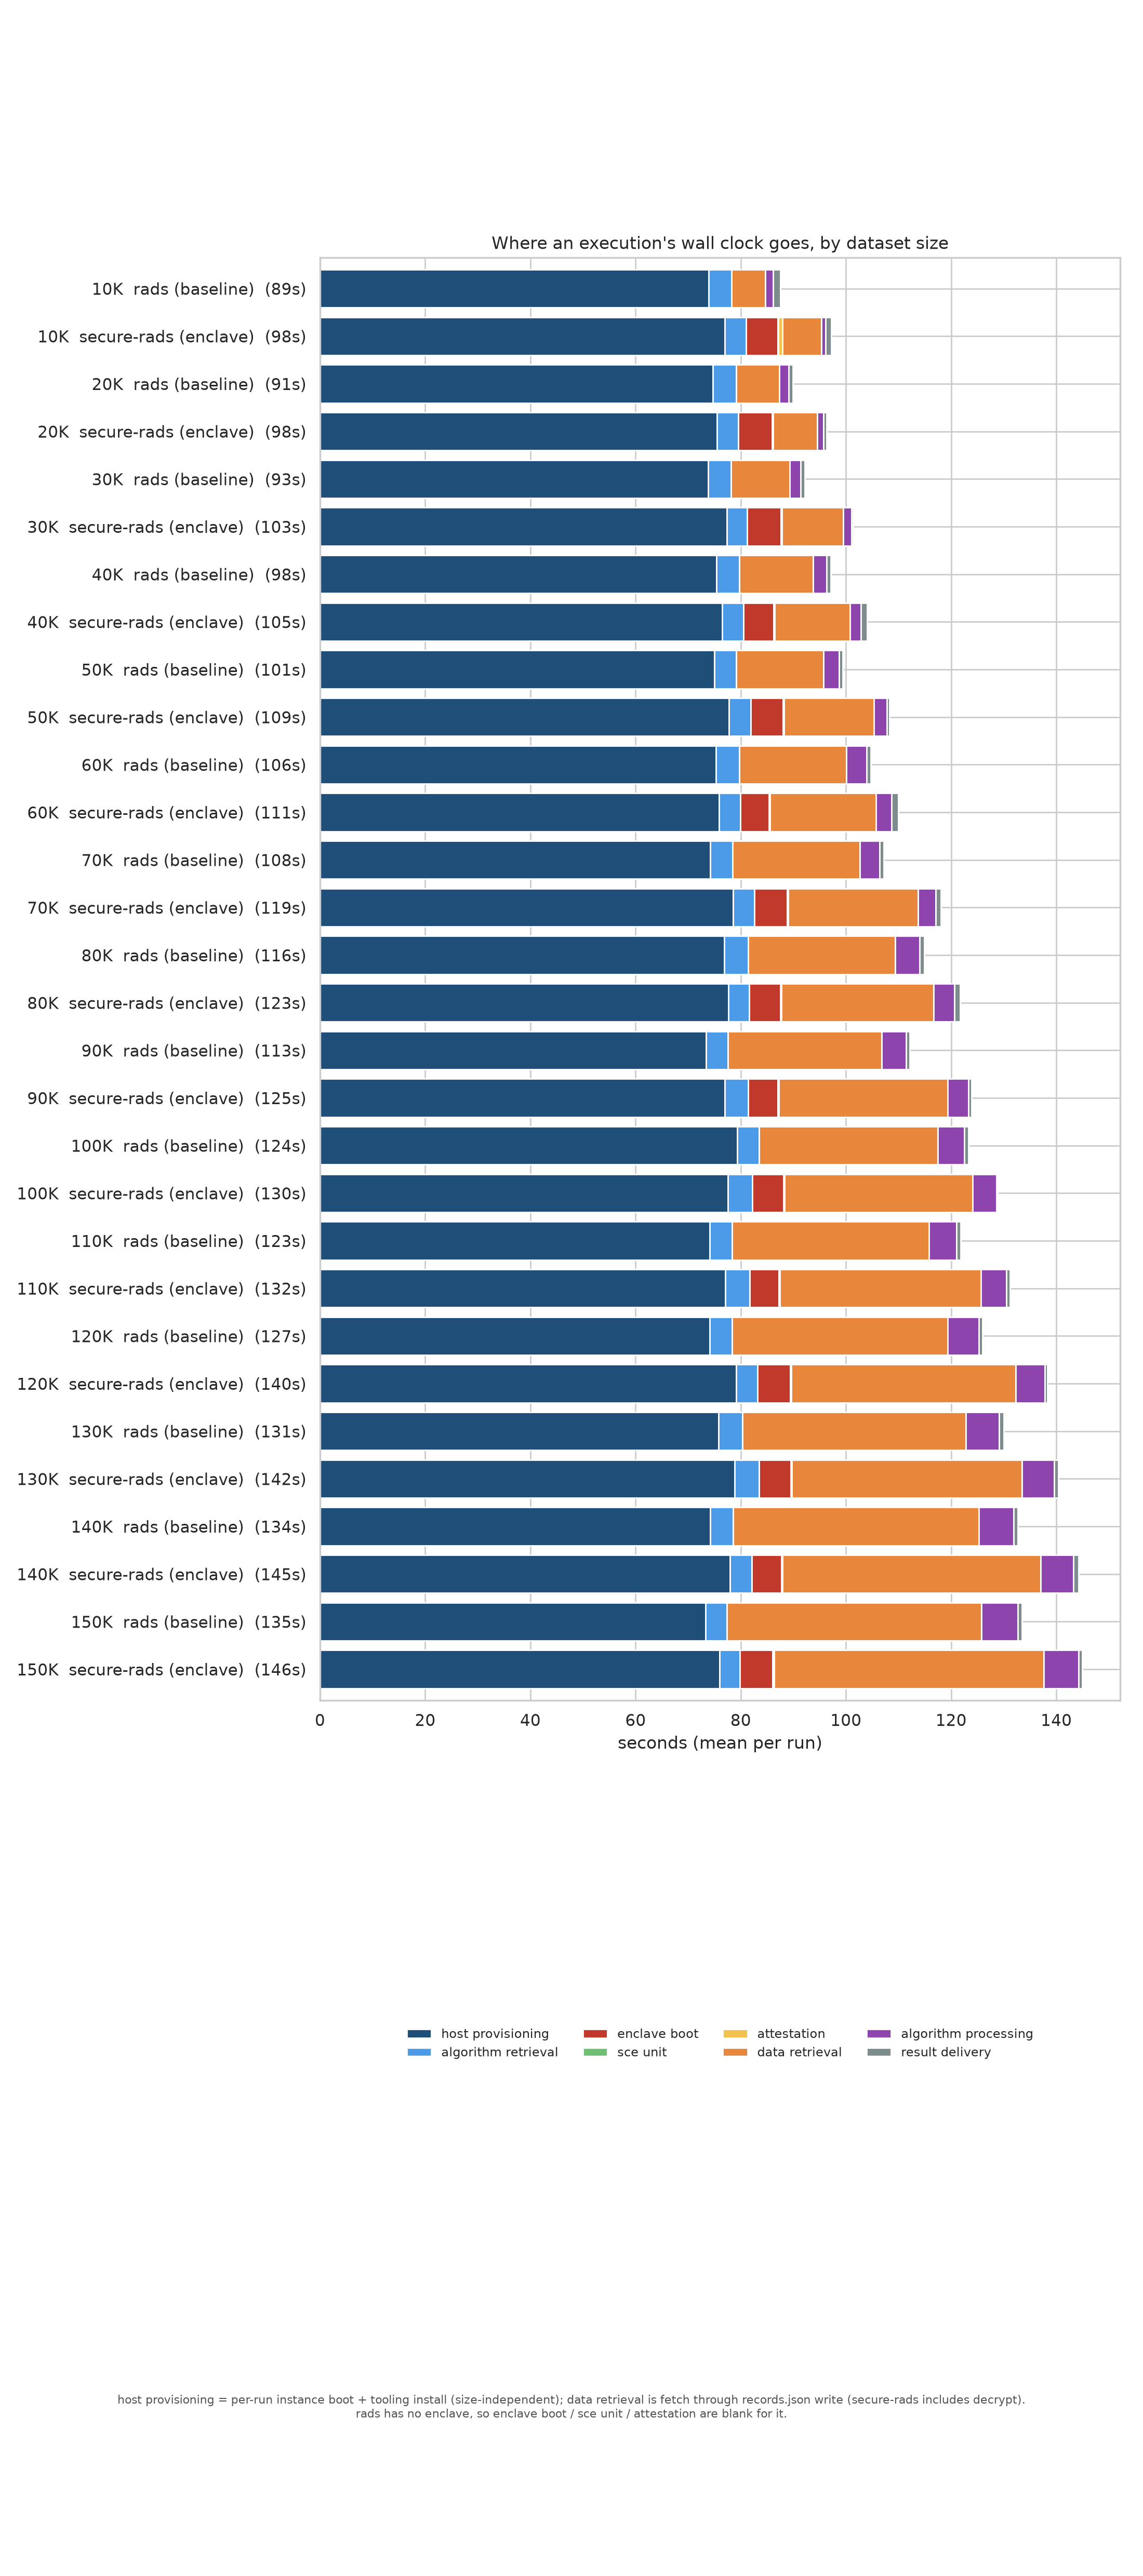 Where an execution's wall clock goes, by dataset size
10K  rads (baseline)  (89s)
10K  secure-rads (enclave)  (98s)
20K  rads (baseline)  (91s)
20K  secure-rads (enclave)  (98s)
30K  rads (baseline)  (93s)
30K  secure-rads (enclave)  (103s)
40K  rads (baseline)  (98s)
40K  secure-rads (enclave)  (105s)
50K  rads (baseline)  (101s)
50K  secure-rads (enclave)  (109s)
60K  rads (baseline)  (106s)
60K  secure-rads (enclave)  (111s)
70K  rads (baseline)  (108s)
70K  secure-rads (enclave)  (119s)
80K  rads (baseline)  (116s)
80K  secure-rads (enclave)  (123s)
90K  rads (baseline)  (113s)
90K  secure-rads (enclave)  (125s)
100K  rads (baseline)  (124s)
100K  secure-rads (enclave)  (130s)
110K  rads (baseline)  (123s)
110K  secure-rads (enclave)  (132s)
120K  rads (baseline)  (127s)
120K  secure-rads (enclave)  (140s)
130K  rads (baseline)  (131s)
130K  secure-rads (enclave)  (142s)
140K  rads (baseline)  (134s)
140K  secure-rads (enclave)  (145s)
150K  rads (baseline)  (135s)
150K  secure-rads (enclave)  (146s)
0 20 40 60 80 100 120 140
seconds (mean per run)
host provisioning enclave boot attestation algorithm processing
algorithm retrieval sce unit data retrieval result delivery
host provisioning = per-run instance boot + tooling install (size-independent); data retrieval is fetch through records.json write (secure-rads includes decrypt).
rads has no enclave, so enclave boot / sce unit / attestation are blank for it.